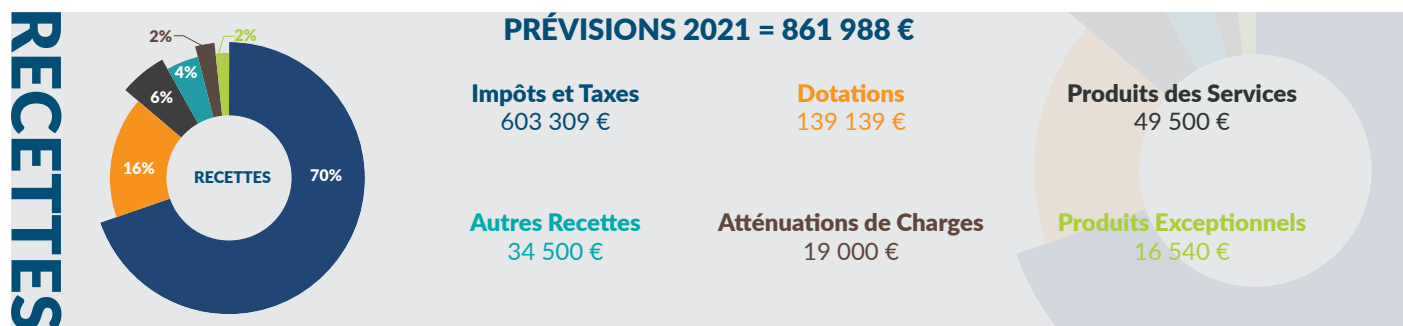 RECETTES
PRÉVISIONS 2021 = 861 988 €
2%
2%
4%
6%
16%
RECETTES
70%
Impôts et Taxes
603 309 €
Dotations
139 139 €
Produits des Services
49 500 €
Autres Recettes
34 500 €
Atténuations de Charges
19 000 €
Produits Exceptionnels
16 540 €